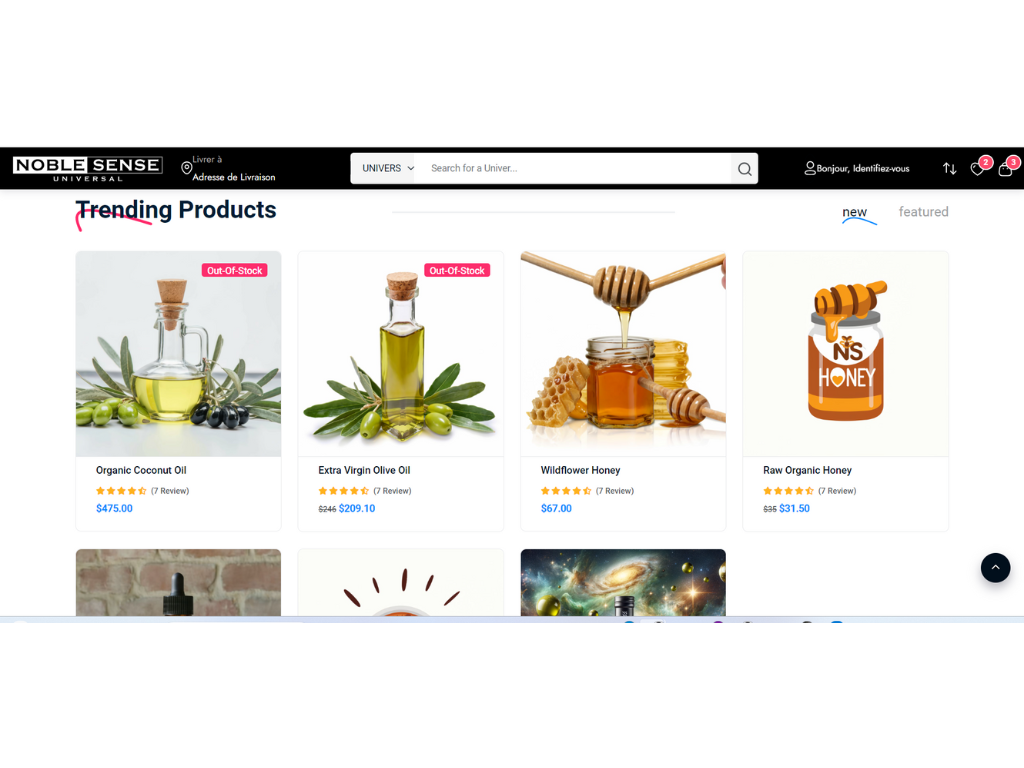 NOBLE SENSE
UNIVERSAL
Livrer à
Adresse de Livraison
UNIVERS
Search for a Univer...
Bonjour, Identifiez-vous
2
3
Trending Products
new
featured
Out-Of-Stock
Out-Of-Stock
NS
HONEY
Organic Coconut Oil
(7 Review)
$475.00
Extra Virgin Olive Oil
(7 Review)
$246 $209.10
Wildflower Honey
(7 Review)
$67.00
Raw Organic Honey
(7 Review)
$35 $31.50